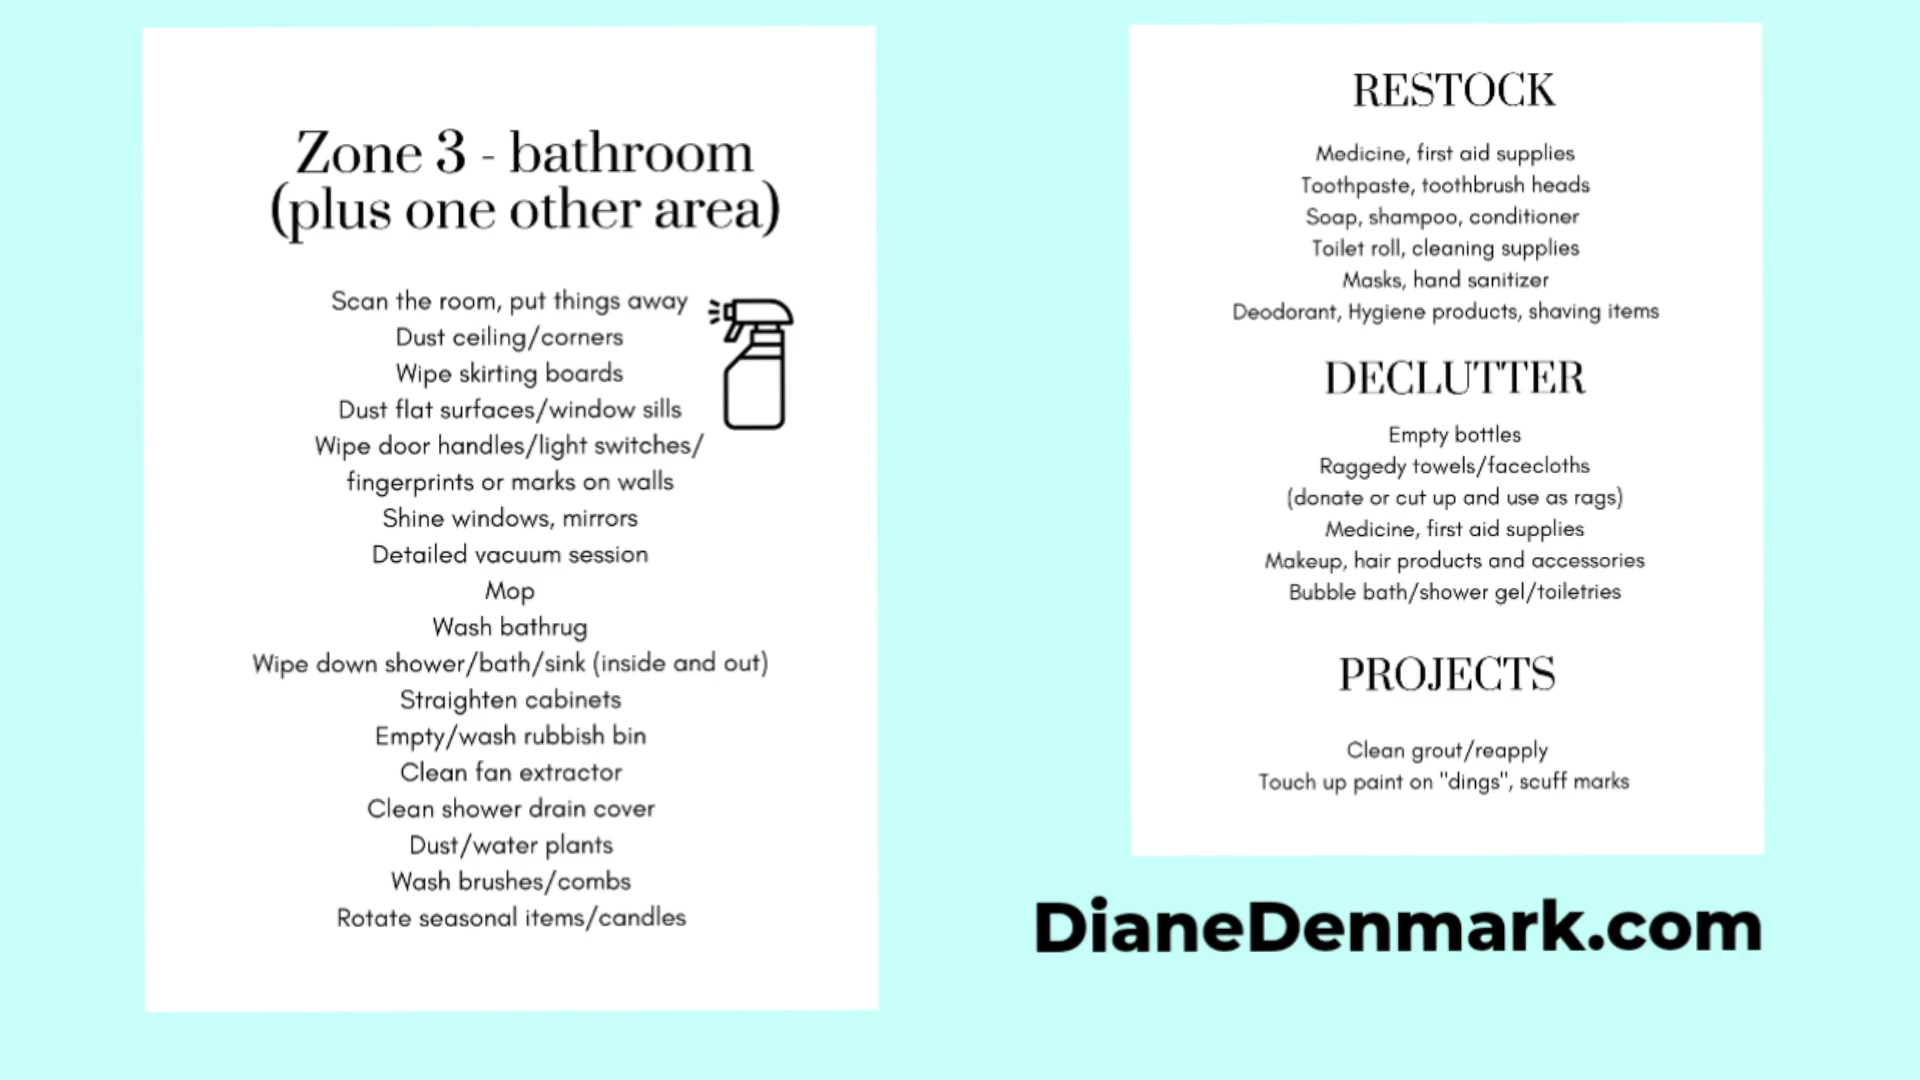 Zone 3 - bathroom
(plus one other area)
Scan the room, put things away
Dust ceiling/corners
Wipe skirting boards
Dust flat surfaces/window sills
Wipe door handles/light switches/
fingerprints or marks on walls
Shine windows, mirrors
Detailed vacuum session
Mop
Wash bathrug
Wipe down shower/bath/sink (inside and out)
Straighten cabinets
Empty/wash rubbish bin
Clean fan extractor
Clean shower drain cover
Dust/water plants
Wash brushes/combs
Rotate seasonal items/candles
RESTOCK
Medicine, first aid supplies
Toothpaste, toothbrush heads
Soap, shampoo, conditioner
Toilet roll, cleaning supplies
Masks, hand sanitizer
Deodorant, Hygiene products, shaving items
DECLUTTER
Empty bottles
Raggedy towels/facecloths
(donate or cut up and use as rags)
Medicine, first aid supplies
Makeup, hair products and accessories
Bubble bath/shower gel/toiletries
PROJECTS
Clean grout/reapply
Touch up paint on "dings", scuff marks
DianeDenmark.com